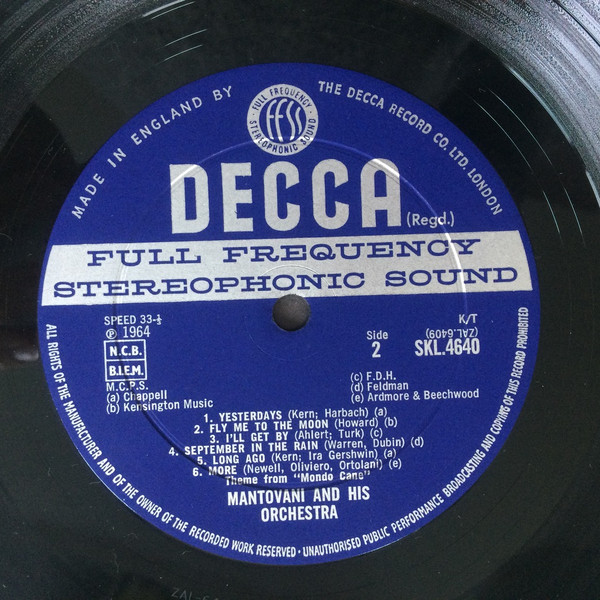 MADE IN ENGLAND BY
THE DECCA RECORD CO. LTD. LONDON
FULL FREQUENCY
FFSS
STEREOPHONIC SOUND
DECCA
(Regd.)
FULL FREQUENCY
STEREOPHONIC SOUND
SPEED 33-⅓
℗ 1964
N.C.B.
B.I.E.M.
M.C.P.S.
(a) Chappell
(b) Kensington Music
K/T
(ZAL.6409)
Side
2
SKL.4640
(c) F.D.H.
(d) Feldman
(e) Ardmore & Beechwood
1. YESTERDAYS (Kern; Harbach) (a)
2. FLY ME TO THE MOON (Howard) (b)
3. I'LL GET BY (Ahlert; Turk) (c)
4. SEPTEMBER IN THE RAIN (Warren, Dubin) (d)
5. LONG AGO (Kern; Ira Gershwin) (a)
6. MORE (Newell, Oliviero, Ortolani) (e)
Theme from "Mondo Cane"
MANTOVANI AND HIS
ORCHESTRA
ALL RIGHTS OF THE MANUFACTURER AND OF THE OWNER OF THE RECORDED WORK RESERVED · UNAUTHORISED PUBLIC PERFORMANCE BROADCASTING AND COPYING OF THIS RECORD PROHIBITED